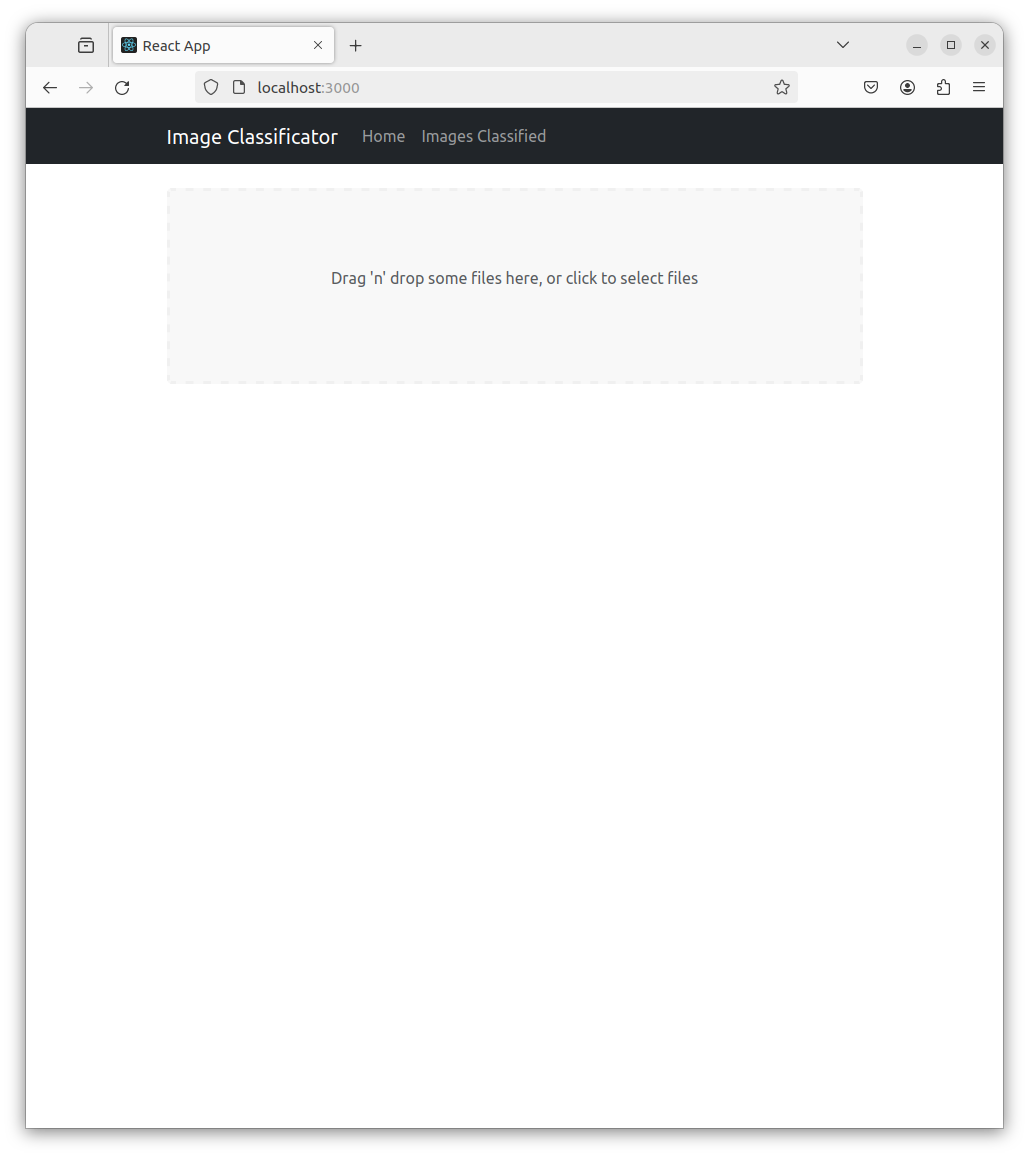 React App
localhost:3000
Image Classificator Home Images Classified
Drag 'n' drop some files here, or click to select files